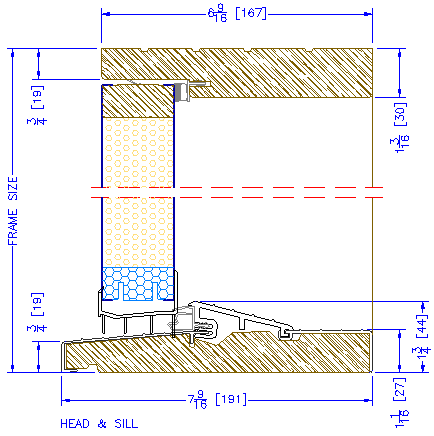 6 9/16 [167]
3/4 [19]
1 3/16 [30]
FRAME SIZE
3/4 [19]
1 3/4 [44]
1 1/16 [27]
7 9/16 [191]
HEAD & SILL